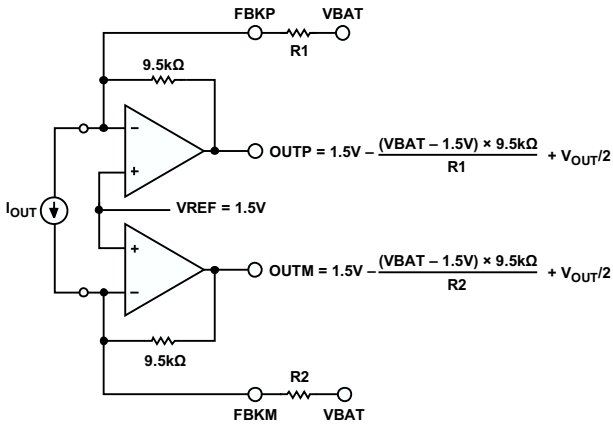 FBKP VBAT
R1
9.5kΩ
−
+
OUTP = 1.5V – (VBAT – 1.5V) × 9.5kΩ / R1 + VOUT/2
IOUT
VREF = 1.5V
+
−
OUTM = 1.5V – (VBAT – 1.5V) × 9.5kΩ / R2 + VOUT/2
9.5kΩ
R2
FBKM VBAT